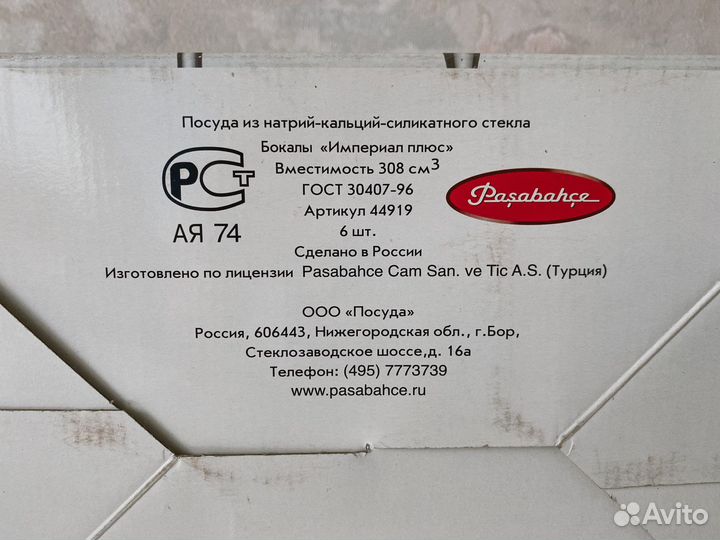 Посуда из натрий-кальций-силикатного стекла
Бокалы «Империал плюс»
Вместимость 308 см³
ГОСТ 30407-96
Артикул 44919
6 шт.
Сделано в России
Изготовлено по лицензии Pasabahce Cam San. ve Tic A.S. (Турция)
РСТ
АЯ 74
Paşabahçe
ООО «Посуда»
Россия, 606443, Нижегородская обл., г.Бор,
Стеклозаводское шоссе,д. 16а
Телефон: (495) 7773739
www.pasabahce.ru
Avito